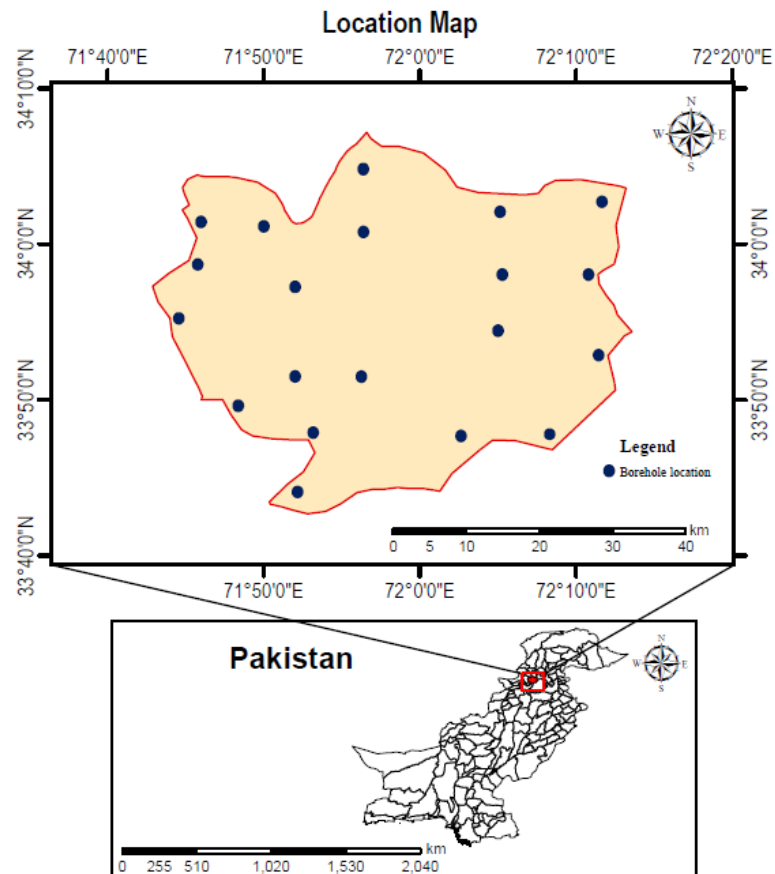 Location Map
71°40'0"E 71°50'0"E 72°0'0"E 72°10'0"E 72°20'0"E
34°10'0"N
34°0'0"N
33°50'0"N
33°40'0"N
N
W E
S
34°0'0"N
33°50'0"N
Legend
Borehole location
km
0 5 10 20 30 40
71°50'0"E 72°0'0"E 72°10'0"E
Pakistan
N
W E
S
km
0 255 510 1,020 1,530 2,040